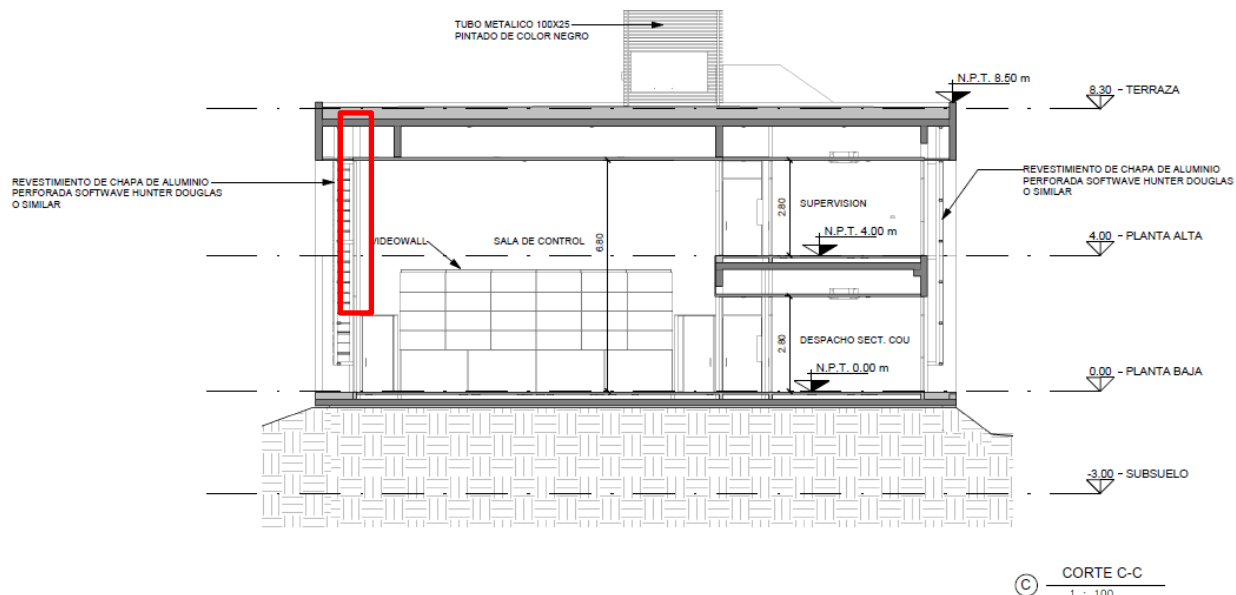 TUBO METALICO 100X25
PINTADO DE COLOR NEGRO
N.P.T. 8.50 m
8.30 - TERRAZA
REVESTIMIENTO DE CHAPA DE ALUMINIO
PERFORADA SOFTWAVE HUNTER DOUGLAS
O SIMILAR
REVESTIMIENTO DE CHAPA DE ALUMINIO
PERFORADA SOFTWAVE HUNTER DOUGLAS
O SIMILAR
2.80
SUPERVISION
N.P.T. 4.00 m
4.00 - PLANTA ALTA
VIDEOWALL
SALA DE CONTROL
6.80
2.80
DESPACHO SECT. COU
N.P.T. 0.00 m
0.00 - PLANTA BAJA
-3.00 - SUBSUELO
C
CORTE C-C
1 : 100